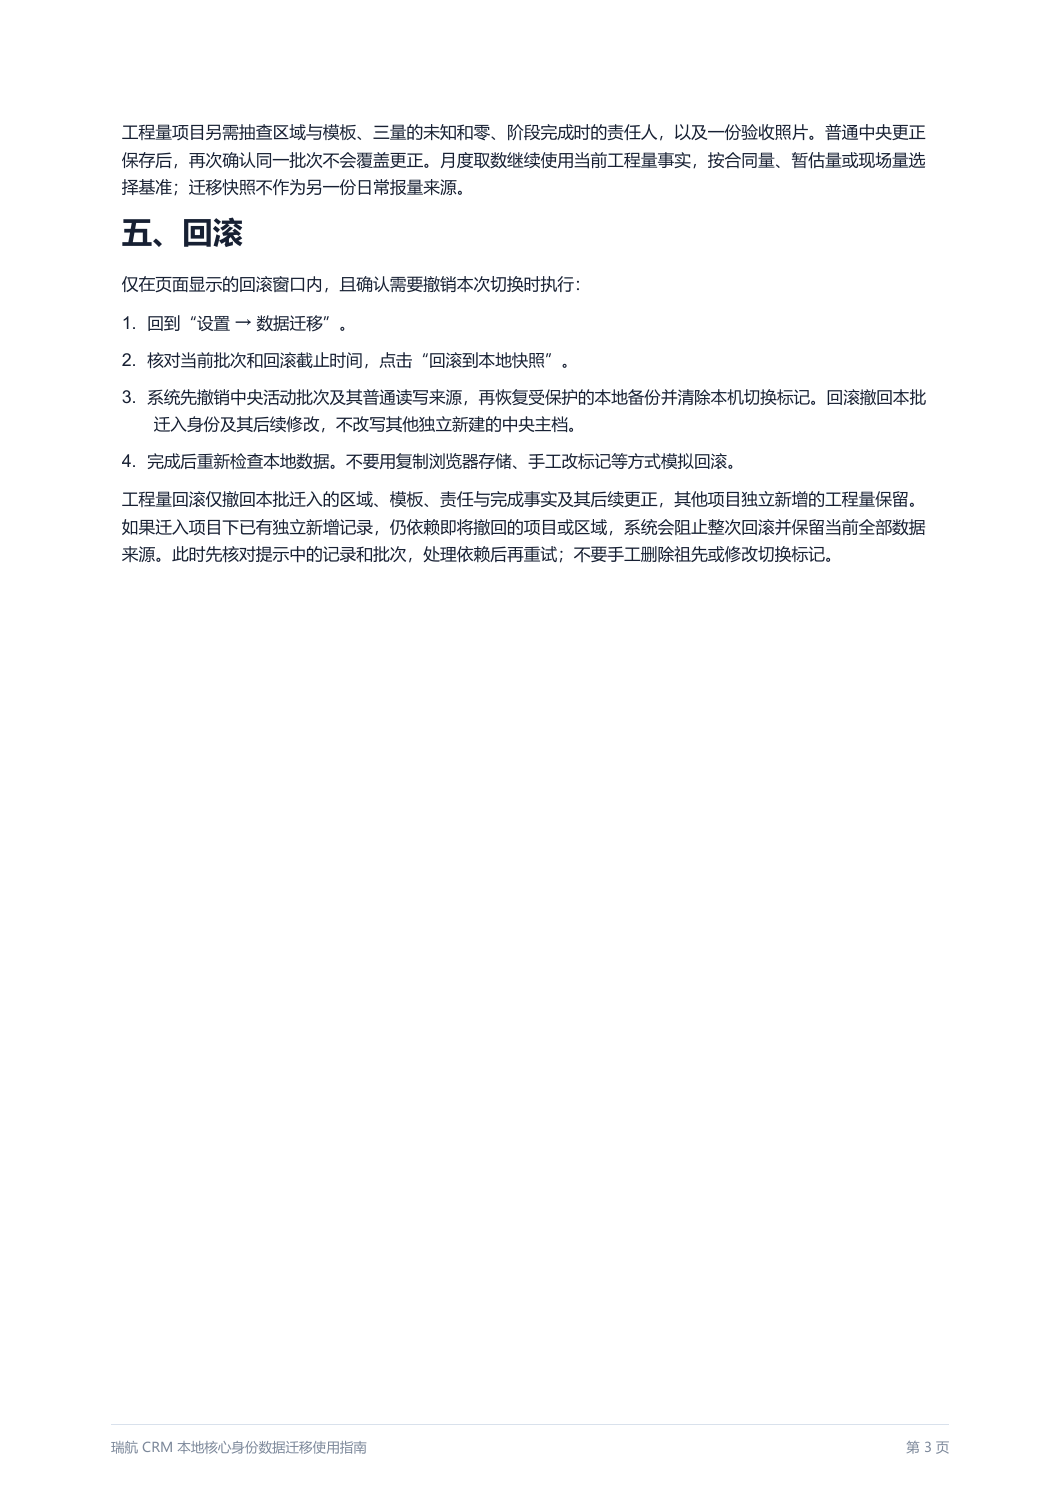 工程量项目另需抽查区域与模板、三量的未知和零、阶段完成时的责任人，以及一份验收照片。普通中央更正
保存后，再次确认同一批次不会覆盖更正。月度取数继续使用当前工程量事实，按合同量、暂估量或现场量选
择基准；迁移快照不作为另一份日常报量来源。
五、回滚
仅在页面显示的回滚窗口内，且确认需要撤销本次切换时执行：
1. 回到“设置 → 数据迁移”。
2. 核对当前批次和回滚截止时间，点击“回滚到本地快照”。
3. 系统先撤销中央活动批次及其普通读写来源，再恢复受保护的本地备份并清除本机切换标记。回滚撤回本批
迁入身份及其后续修改，不改写其他独立新建的中央主档。
4. 完成后重新检查本地数据。不要用复制浏览器存储、手工改标记等方式模拟回滚。
工程量回滚仅撤回本批迁入的区域、模板、责任与完成事实及其后续更正，其他项目独立新增的工程量保留。
如果迁入项目下已有独立新增记录，仍依赖即将撤回的项目或区域，系统会阻止整次回滚并保留当前全部数据
来源。此时先核对提示中的记录和批次，处理依赖后再重试；不要手工删除祖先或修改切换标记。
瑞航 CRM 本地核心身份数据迁移使用指南
第 3 页